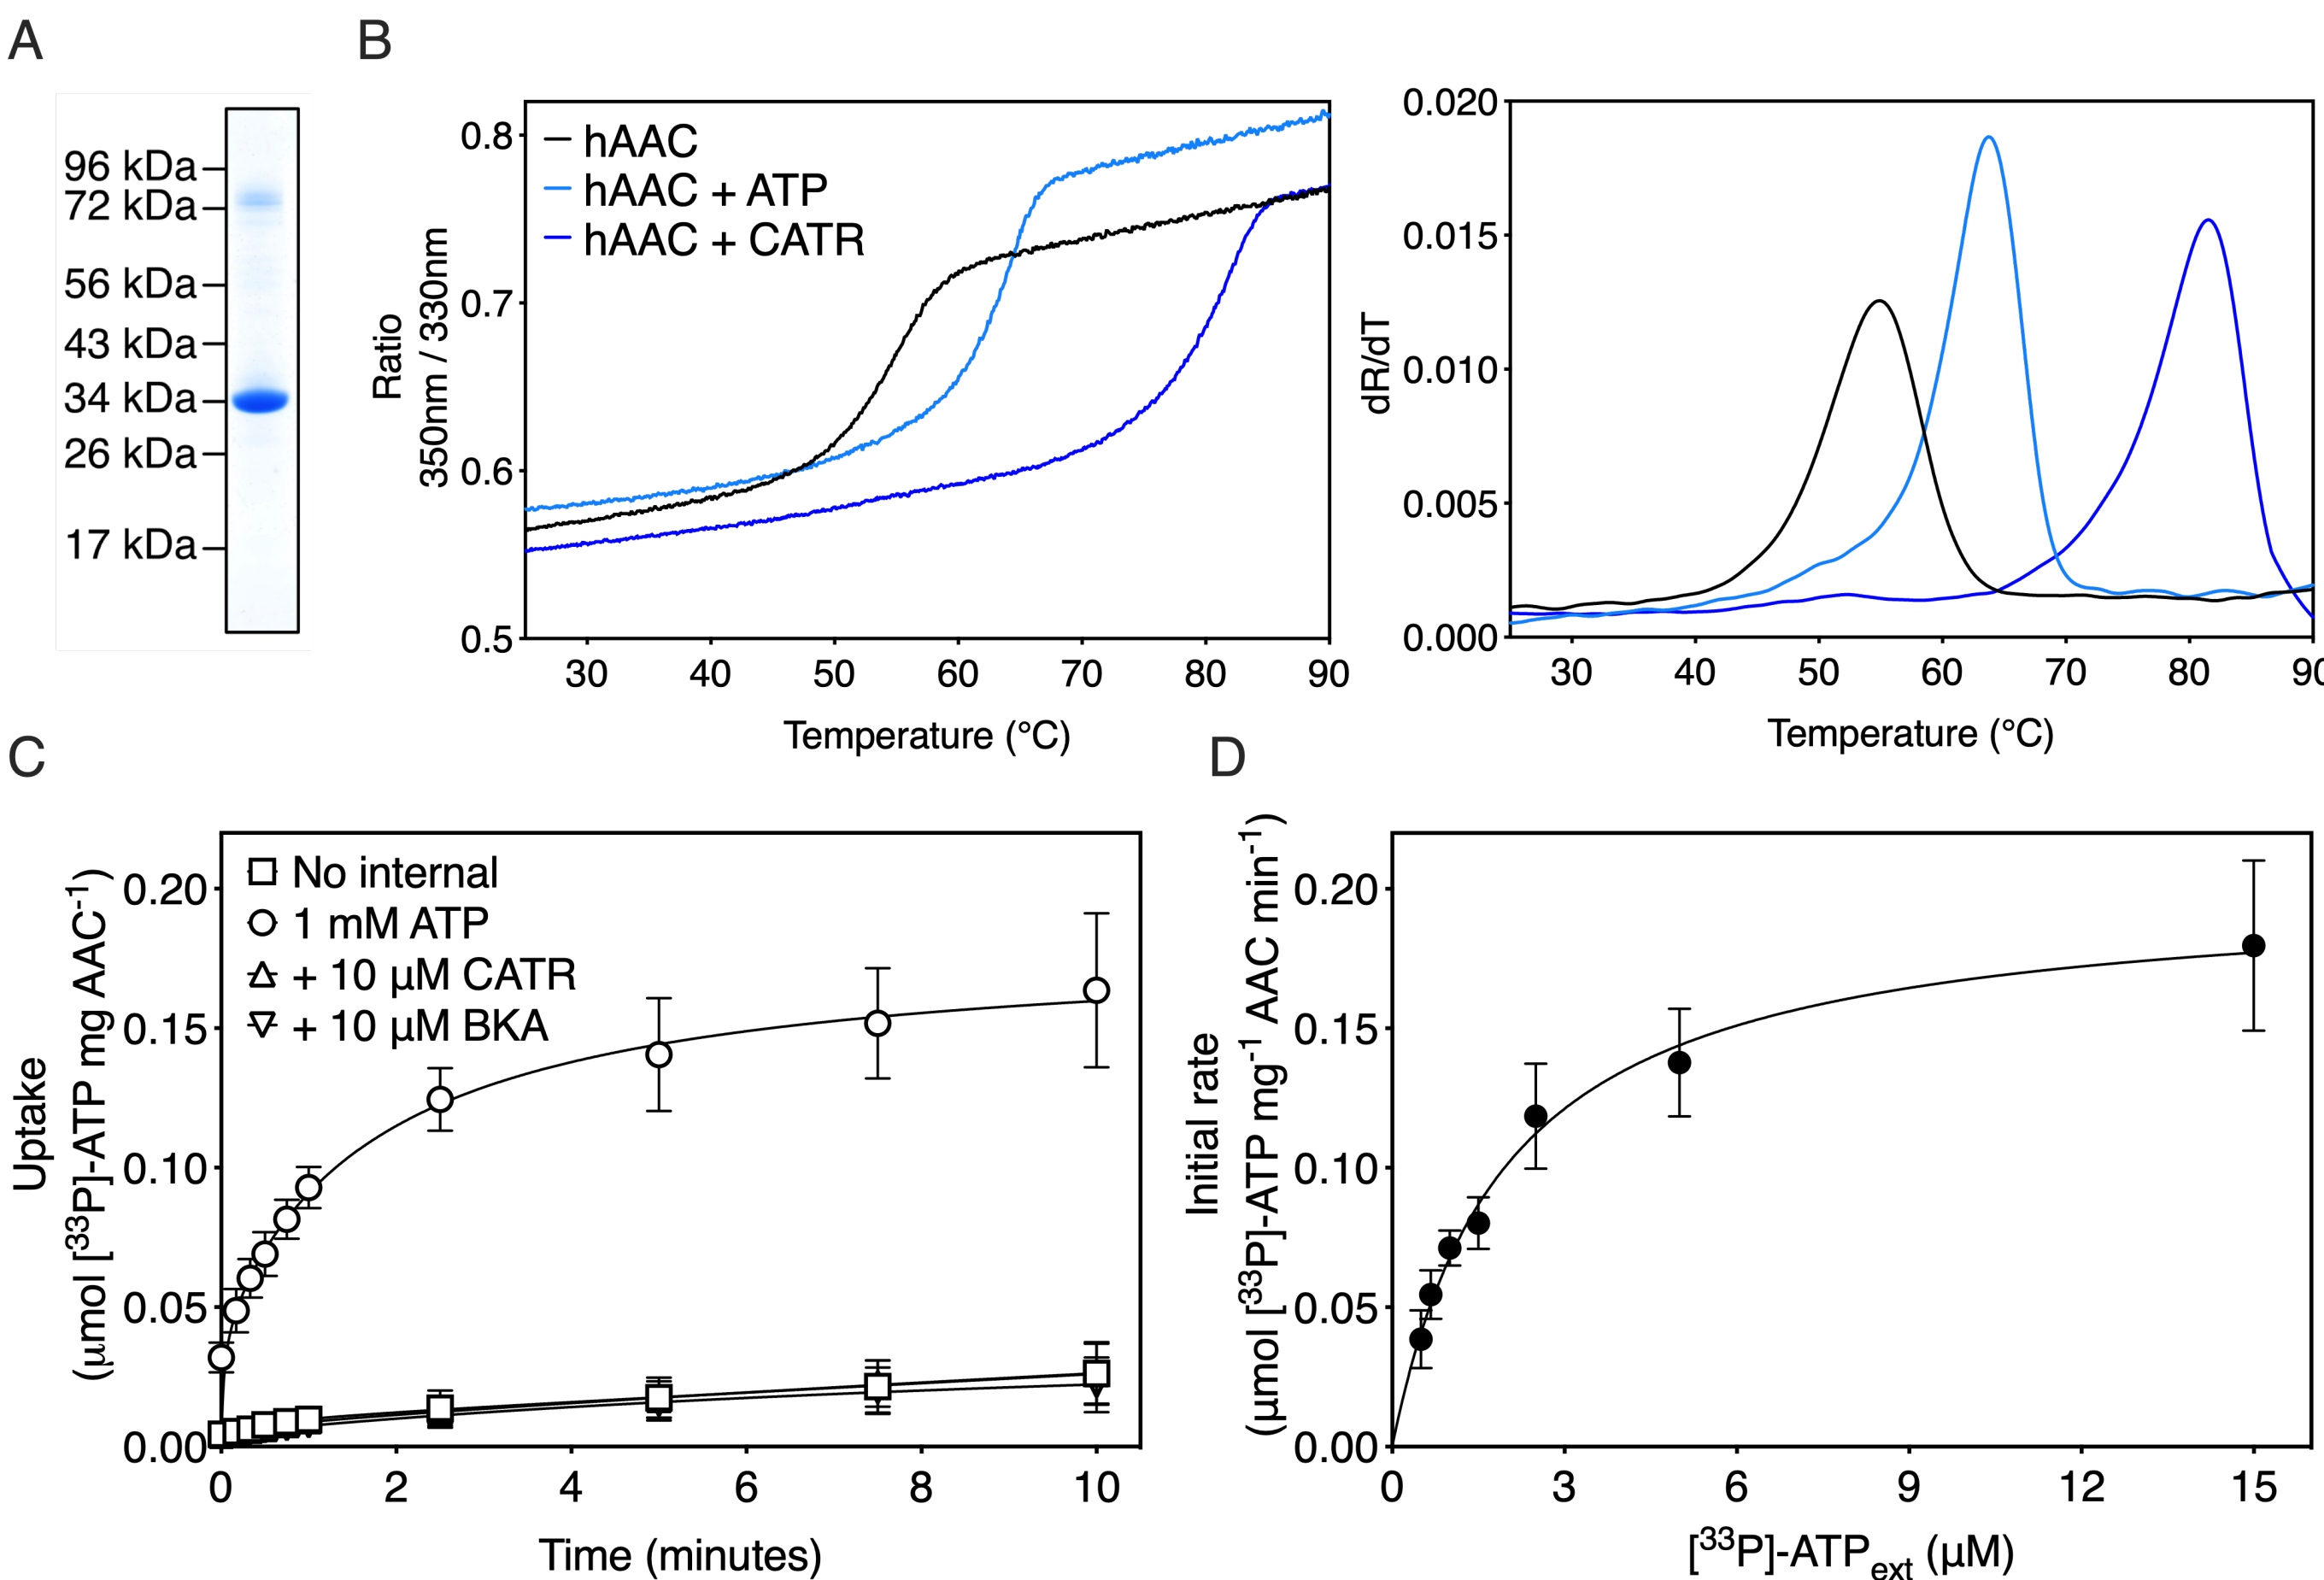 A
96 kDa
72 kDa
56 kDa
43 kDa
34 kDa
26 kDa
17 kDa
B
hAAC
hAAC + ATP
hAAC + CATR
Ratio
350nm / 330nm
0.8
0.7
0.6
0.5
30 40 50 60 70 80 90
Temperature (°C)
dR/dT
0.020
0.015
0.010
0.005
0.000
30 40 50 60 70 80 90
Temperature (°C)
C
No internal
1 mM ATP
+ 10 µM CATR
+ 10 µM BKA
Uptake
(µmol [³³P]-ATP mg AAC⁻¹)
0.20
0.15
0.10
0.05
0.00
0 2 4 6 8 10
Time (minutes)
D
Initial rate
(µmol [³³P]-ATP mg⁻¹ AAC min⁻¹)
0.20
0.15
0.10
0.05
0.00
0 3 6 9 12 15
[³³P]-ATPext (µM)